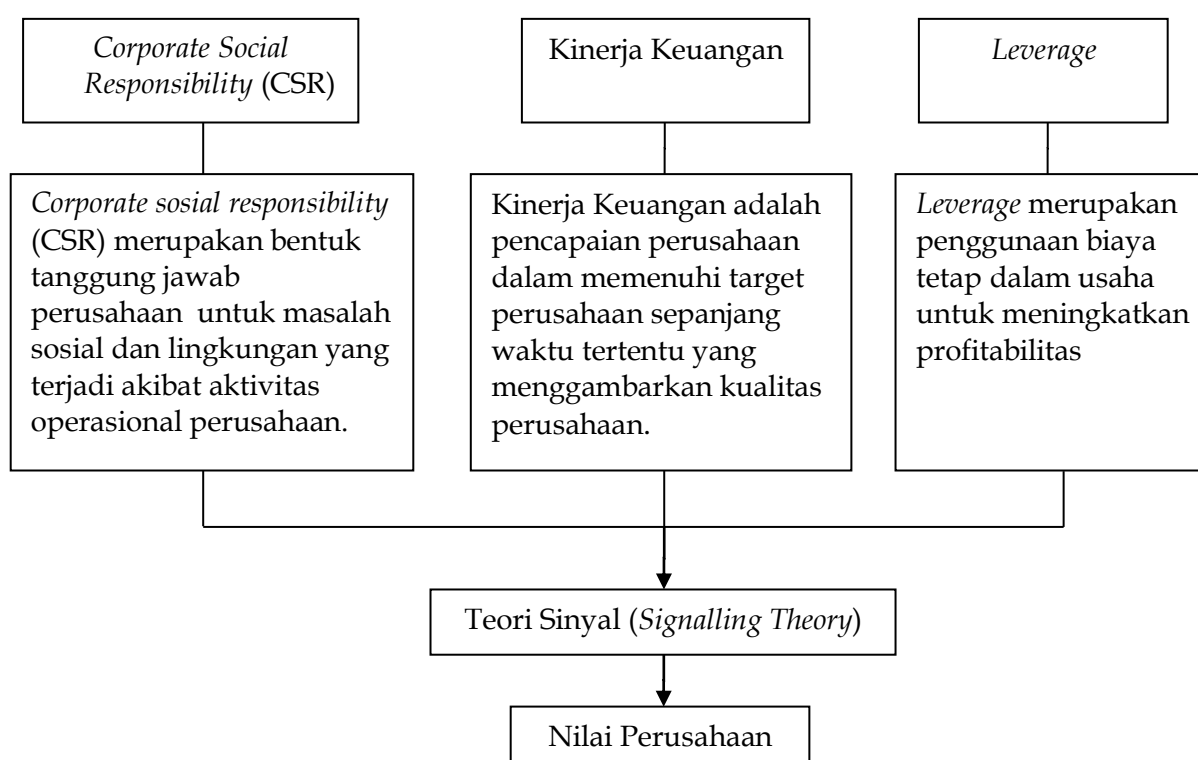 Corporate Social
Responsibility (CSR)
Kinerja Keuangan
Leverage
Corporate sosial responsibility
(CSR) merupakan bentuk
tanggung jawab
perusahaan untuk masalah
sosial dan lingkungan yang
terjadi akibat aktivitas
operasional perusahaan.
Kinerja Keuangan adalah
pencapaian perusahaan
dalam memenuhi target
perusahaan sepanjang
waktu tertentu yang
menggambarkan kualitas
perusahaan.
Leverage merupakan
penggunaan biaya
tetap dalam usaha
untuk meningkatkan
profitabilitas
Teori Sinyal (Signalling Theory)
Nilai Perusahaan